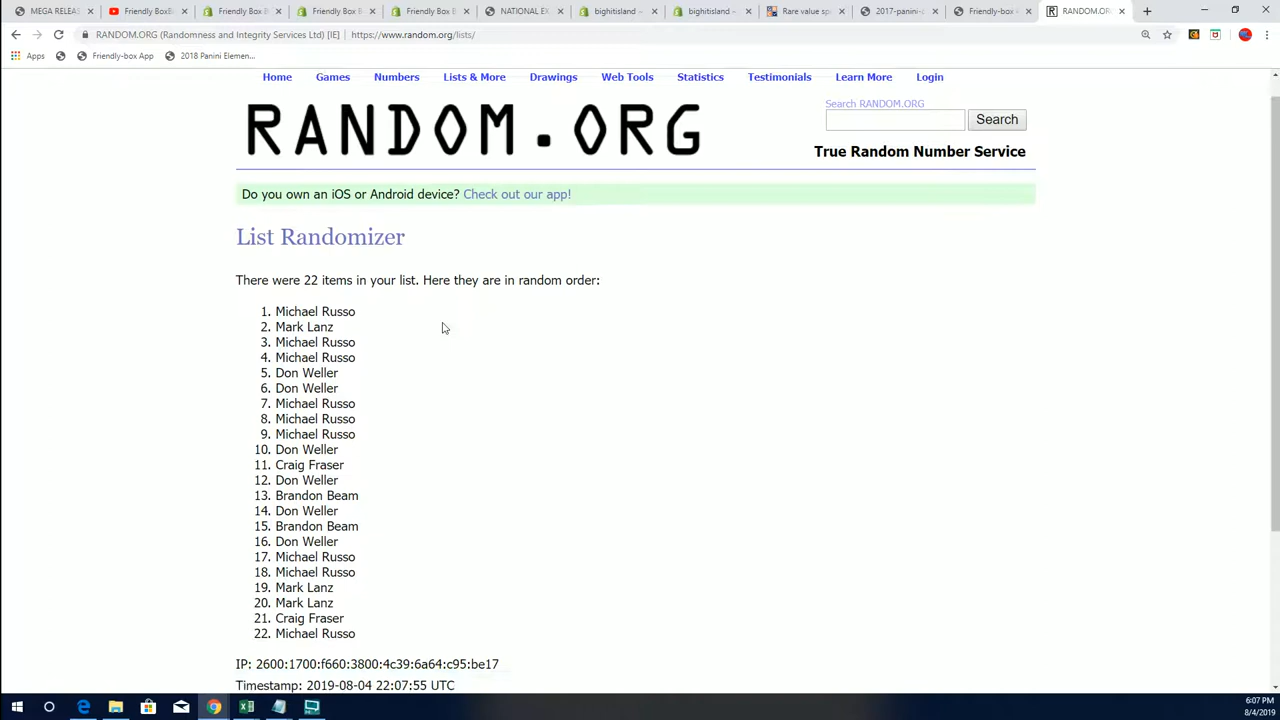 MEGA RELEAS
Friendly BoxB
Friendly Box B
Friendly Box B
Friendly Box B
NATIONAL EX
bighitisland –
bighitisland –
Rare value sp
2017-panini-c
Friendly-box
RANDOM.OR
RANDOM.ORG (Randomness and Integrity Services Ltd) [IE] | https://www.random.org/lists/
Apps
Friendly-box App
2018 Panini Elemen...
Home
Games
Numbers
Lists & More
Drawings
Web Tools
Statistics
Testimonials
Learn More
Login
RANDOM.ORG
Search RANDOM.ORG
Search
True Random Number Service
Do you own an iOS or Android device? Check out our app!
List Randomizer
There were 22 items in your list. Here they are in random order:
1. Michael Russo
2. Mark Lanz
3. Michael Russo
4. Michael Russo
5. Don Weller
6. Don Weller
7. Michael Russo
8. Michael Russo
9. Michael Russo
10. Don Weller
11. Craig Fraser
12. Don Weller
13. Brandon Beam
14. Don Weller
15. Brandon Beam
16. Don Weller
17. Michael Russo
18. Michael Russo
19. Mark Lanz
20. Mark Lanz
21. Craig Fraser
22. Michael Russo
IP: 2600:1700:f660:3800:4c39:6a64:c95:be17
Timestamp: 2019-08-04 22:07:55 UTC
6:07 PM
8/4/2019